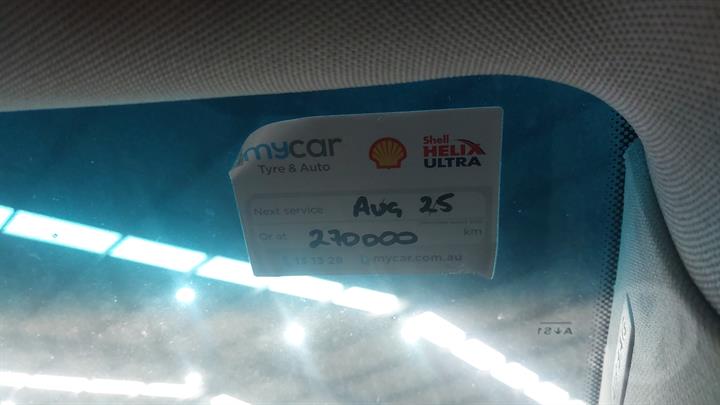 mycar
Tyre & Auto
Shell
HELIX
ULTRA
Next service Aug 25
Or at 270000 km
13 13 28 mycar.com.au